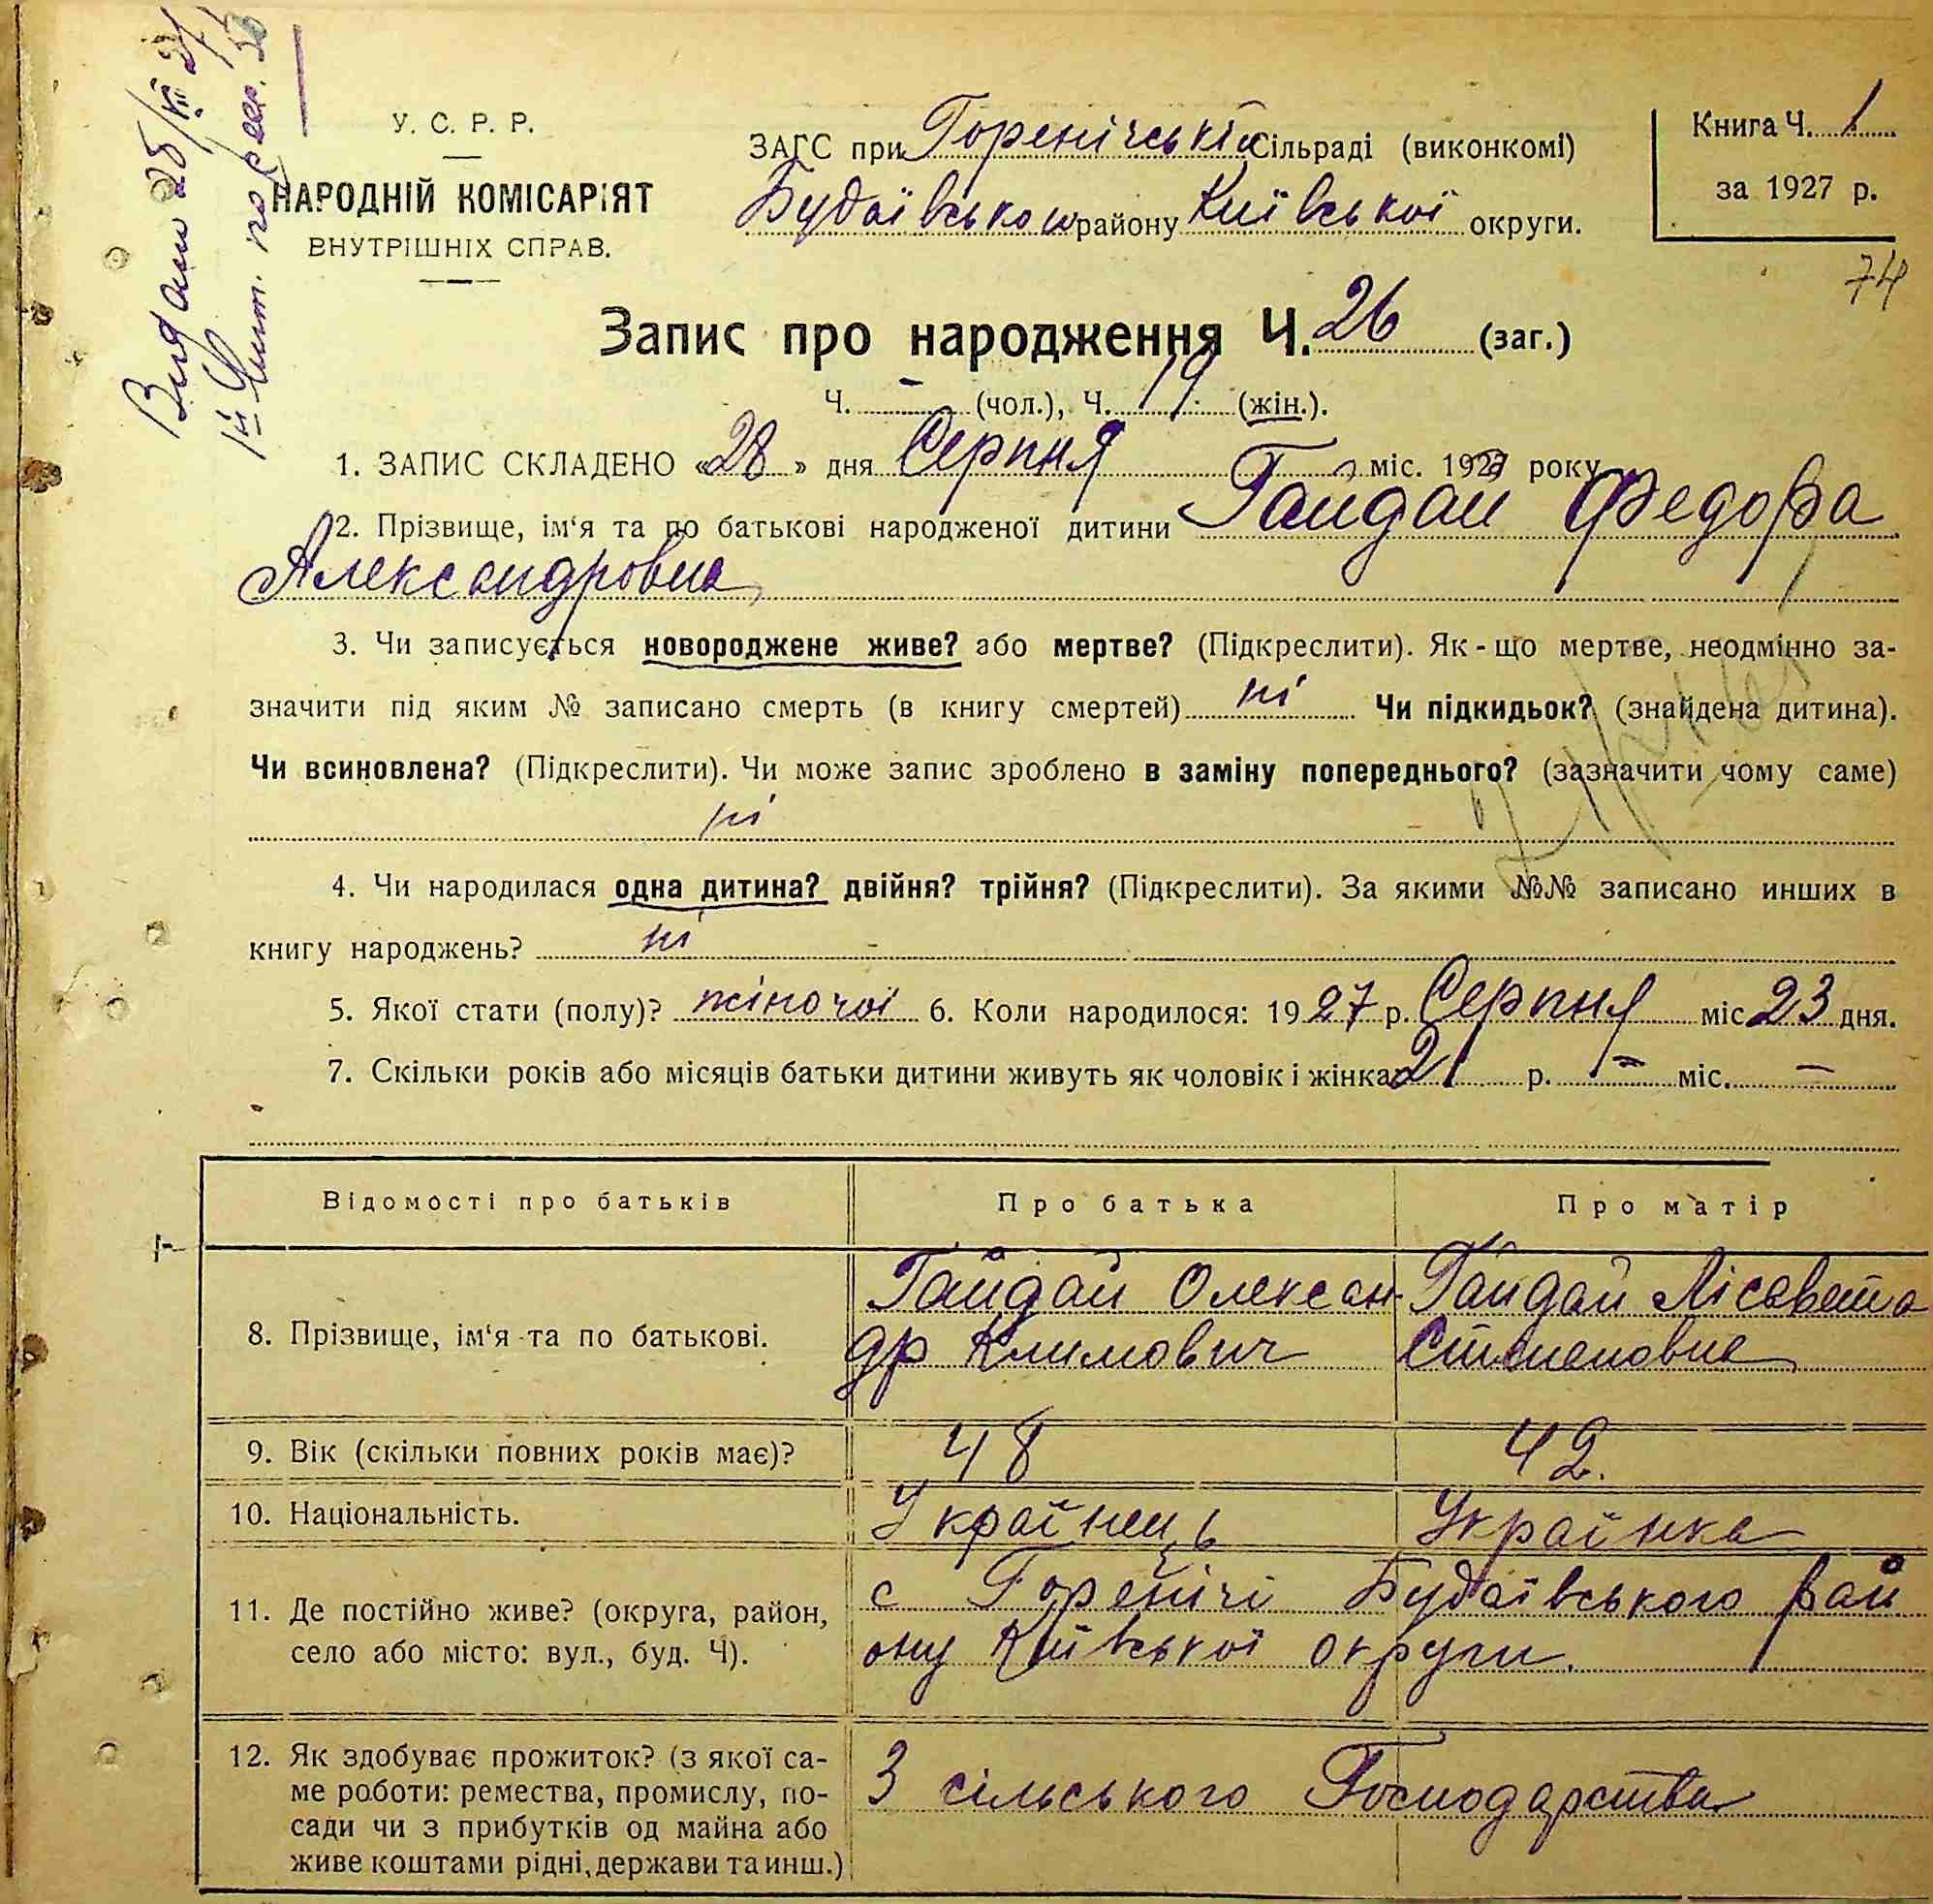 У. С. Р. Р.
НАРОДНІЙ КОМІСАРІЯТ
ВНУТРІШНІХ СПРАВ.
ЗАГС при Горенічській сільраді (виконкомі)
Будаївського району Київської округи.
Книга Ч. 1
за 1927 р.
74
Запис про народження Ч. 26 (заг.)
Ч. - (чол.), Ч. 19 (жін.).
1. ЗАПИС СКЛАДЕНО «28» дня Серпня міс. 1927 року
2. Прізвище, ім‘я та по батькові народженої дитини Гайдай Федора
Александровна
3. Чи записується новороджене живе? або мертве? (Підкреслити). Як-що мертве, неодмінно за-
значити під яким № записано смерть (в книгу смертей) ні Чи підкидьок? (знайдена дитина).
Чи всиновлена? (Підкреслити). Чи може запис зроблено в заміну попереднього? (зазначити чому саме)
ні
4. Чи народилася одна дитина? двійня? трійня? (Підкреслити). За якими №№ записано инших в
книгу народжень? ні
5. Якої стати (полу)? жіночої 6. Коли народилося: 1927 р. Серпня міс 23 дня.
7. Скільки років або місяців батьки дитини живуть як чоловік і жінка 21 р. - міс. -
Відомості про батьків Про батька Про матір
8. Прізвище, ім‘я та по батькові.
Гайдай Олексан-
др Климович
Гайдай Лісавета
Степановна
9. Вік (скільки повних років має)? 48 42.
10. Національність. Українець Українка
11. Де постійно живе? (округа, район,
село або місто: вул., буд. Ч).
с Горенічі Будаївського рай
ону Київської округи.
12. Як здобуває прожиток? (з якої са-
ме роботи: ремества, промислу, по-
сади чи з прибутків од майна або
живе коштами рідні, держави та инш.)
З сільського Господарства